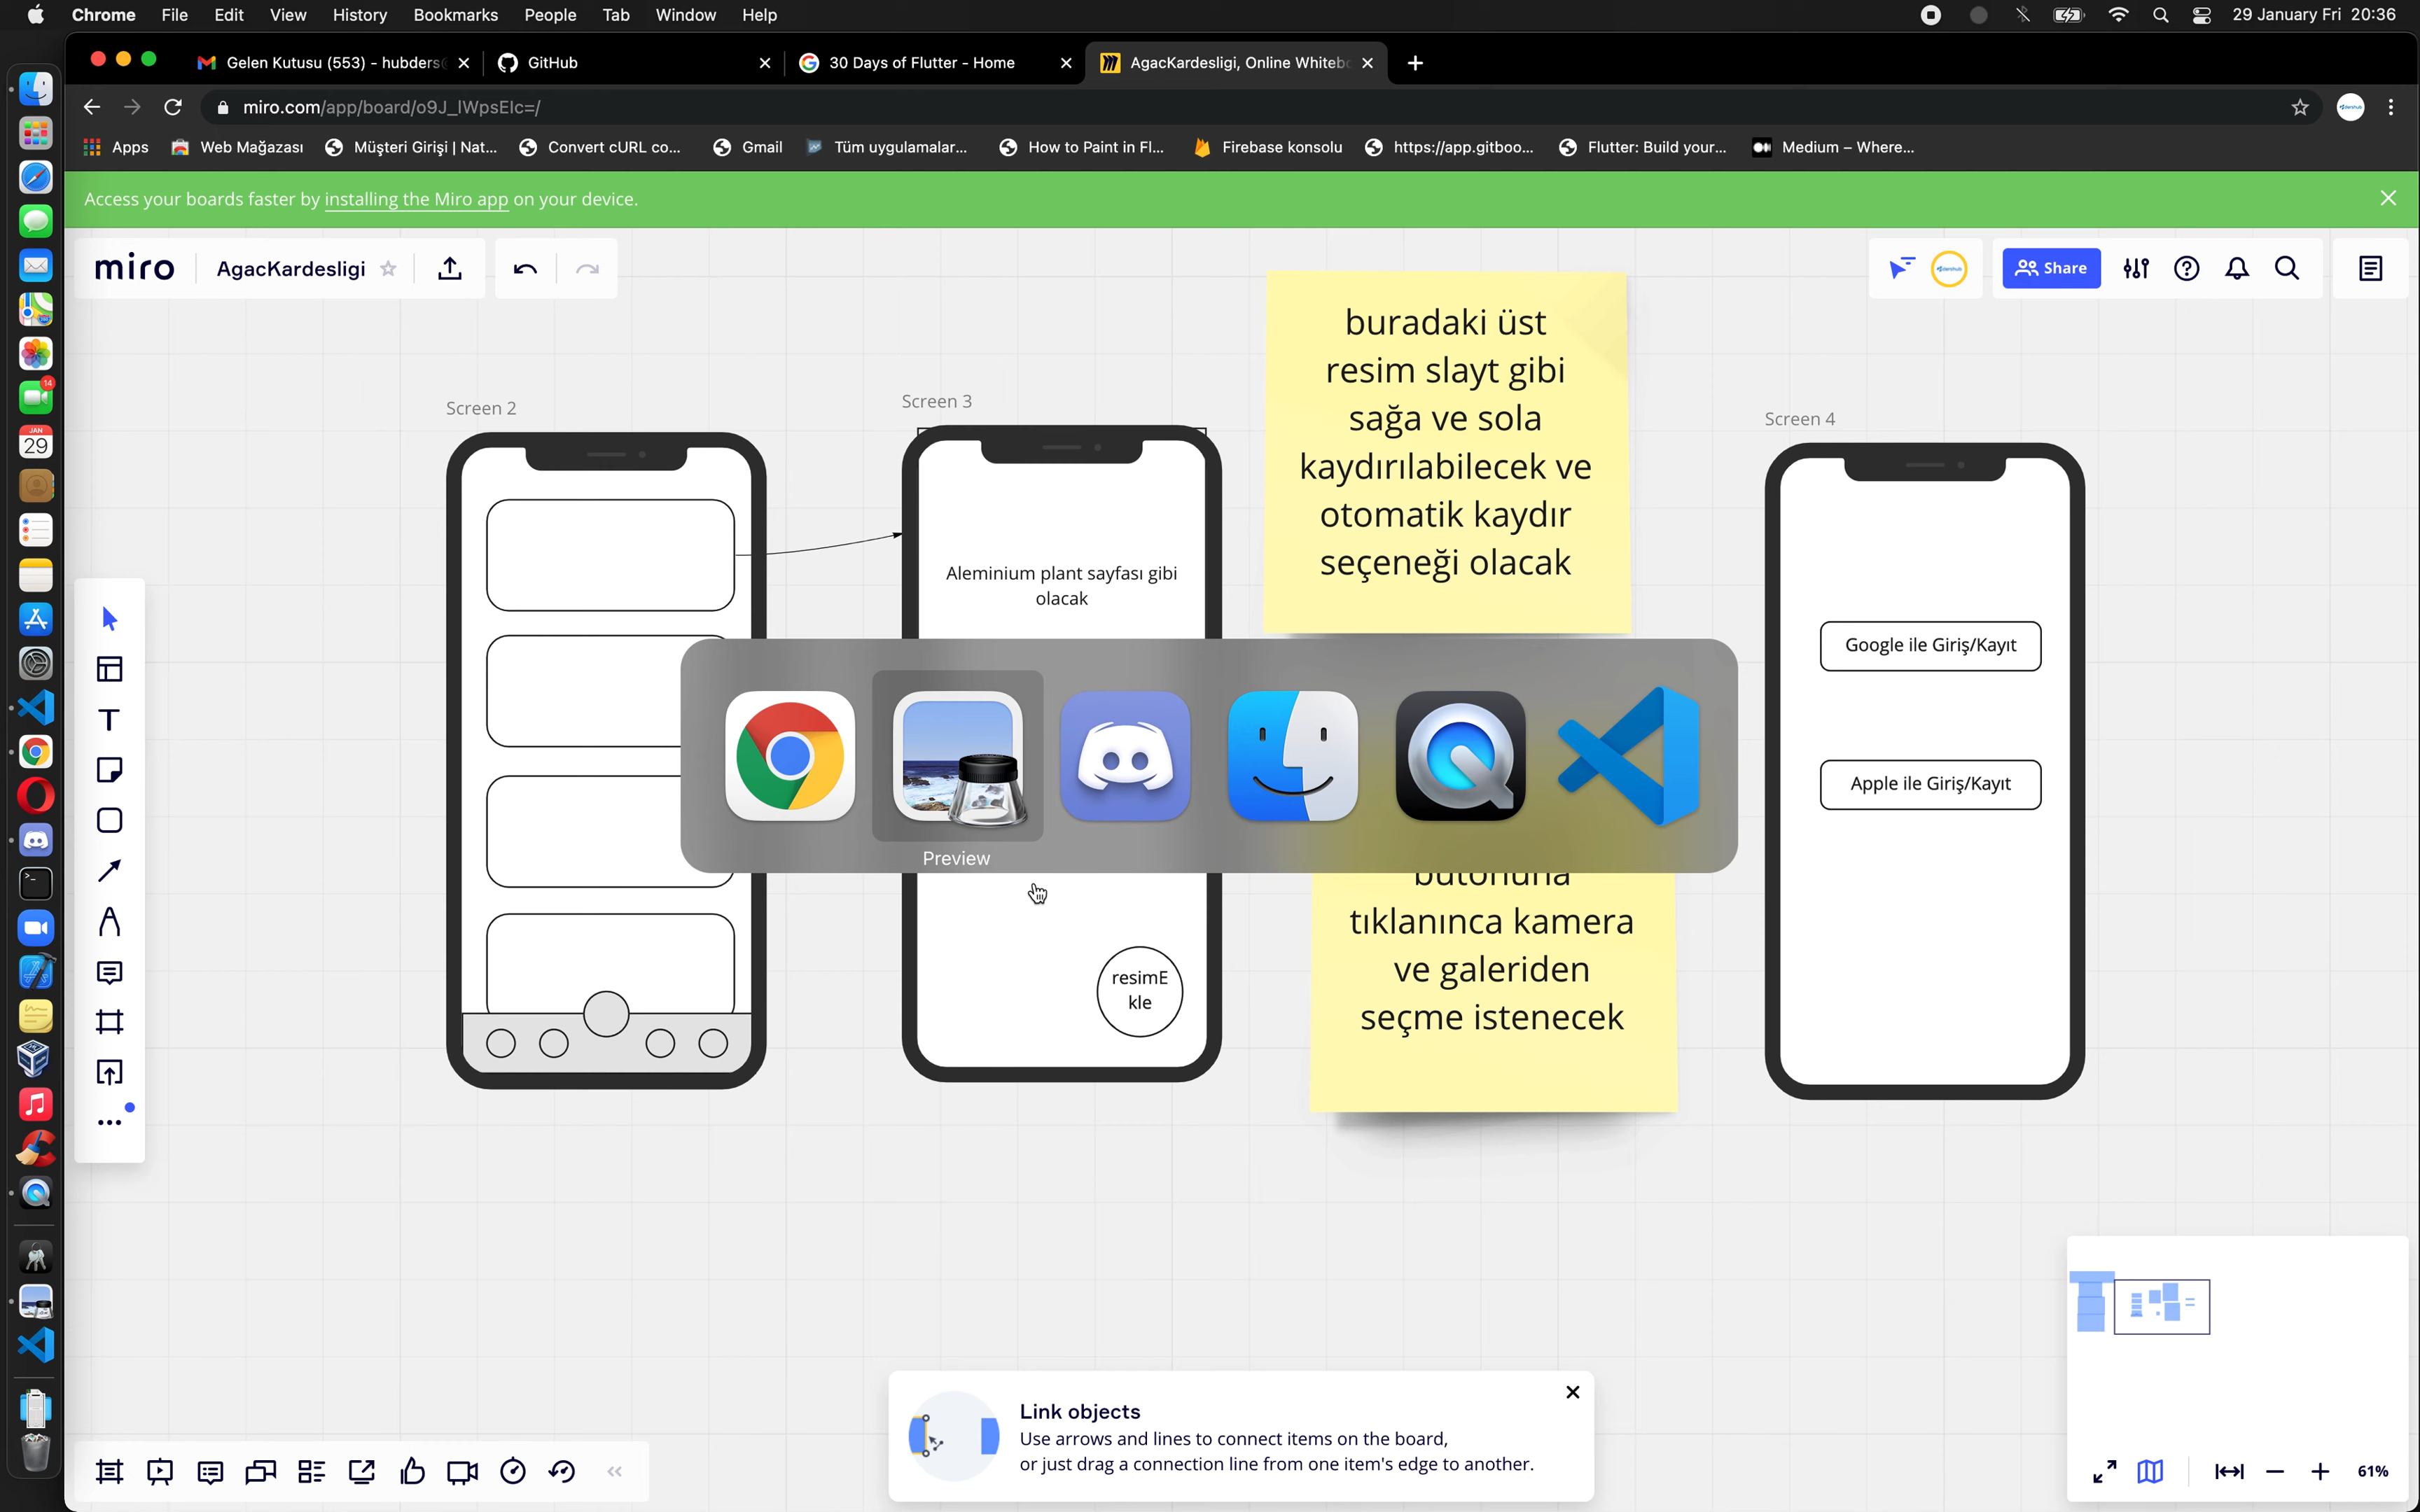 Chrome File Edit View History Bookmarks People Tab Window Help 29 January Fri 20:36
Gelen Kutusu (553) - hubders GitHub 30 Days of Flutter - Home AgacKardesligi, Online Whitebo
miro.com/app/board/o9J_lWpsEIc=/
Apps Web Mağazası Müşteri Girişi | Nat... Convert cURL co... Gmail Tüm uygulamalar... How to Paint in Fl... Firebase konsolu https://app.gitboo... Flutter: Build your... Medium – Where...
Access your boards faster by installing the Miro app on your device.
miro AgacKardesligi Share
14
JAN
29
buradaki üst
resim slayt gibi
sağa ve sola
kaydırılabilecek ve
otomatik kaydır
seçeneği olacak
Screen 2
Screen 3
Screen 4
Aleminium plant sayfası gibi
olacak
Google ile Giriş/Kayıt
Apple ile Giriş/Kayıt
Preview
butonuna
tıklanınca kamera
ve galeriden
seçme istenecek
resimE
kle
Link objects
Use arrows and lines to connect items on the board,
or just drag a connection line from one item's edge to another.
61%